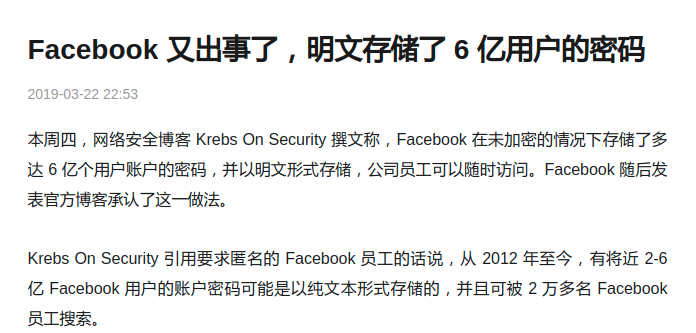 Facebook 又出事了，明文存储了 6 亿用户的密码
2019-03-22 22:53
本周四，网络安全博客 Krebs On Security 撰文称，Facebook 在未加密的情况下存储了多
达 6 亿个用户账户的密码，并以明文形式存储，公司员工可以随时访问。Facebook 随后发
表官方博客承认了这一做法。
Krebs On Security 引用要求匿名的 Facebook 员工的话说，从 2012 年至今，有将近 2-6
亿 Facebook 用户的账户密码可能是以纯文本形式存储的，并且可被 2 万多名 Facebook
员工搜索。